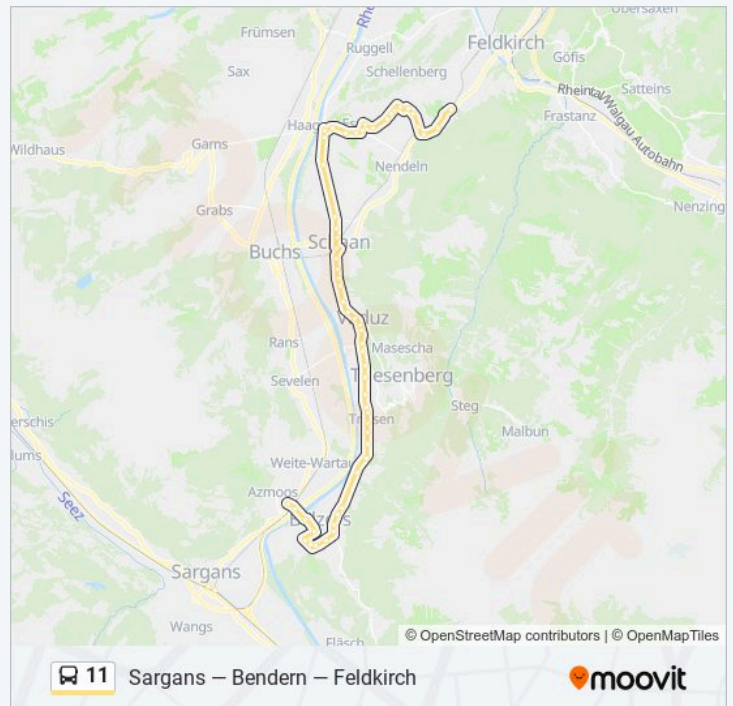 Übersaxen
Frümsen
Ruggell
Feldkirch
Göfis
Sax
Schellenberg
Satteins
Rheintal/Walgau Autobahn
Haag
Frastanz
Wildhaus
Gams
Nendeln
Grabs
Nenzing
Buchs
Schaan
Vaduz
Rans
Masescha
Sevelen
Triesenberg
Steg
Triesen
Malbun
Weite-Wartau
Azmoos
Balzers
Seez
Sargans
Wangs
Fläsch
© OpenStreetMap contributors | © OpenMapTiles
11 Sargans — Bendern — Feldkirch
moovit